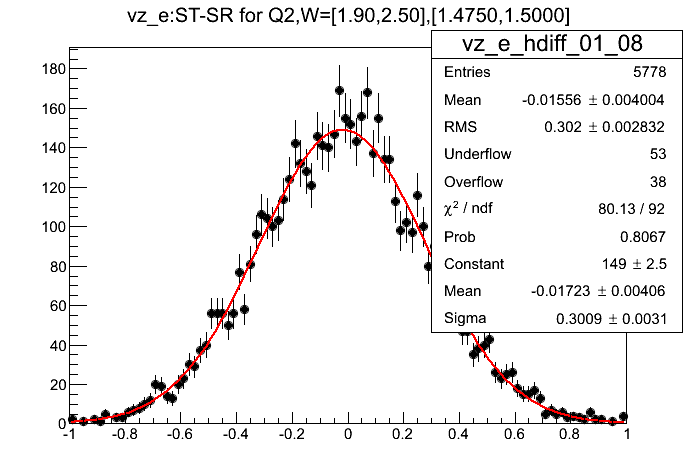 vz_e:ST-SR for Q2,W=[1.90,2.50],[1.4750,1.5000]
vz_e_hdiff_01_08
Entries 5778
Mean -0.01556 ± 0.004004
RMS 0.302 ± 0.002832
Underflow 53
Overflow 38
χ² / ndf 80.13 / 92
Prob 0.8067
Constant 149 ± 2.5
Mean -0.01723 ± 0.00406
Sigma 0.3009 ± 0.0031
180
160
140
120
100
80
60
40
20
0
-1 -0.8 -0.6 -0.4 -0.2 0 0.2 0.4 0.6 0.8 1